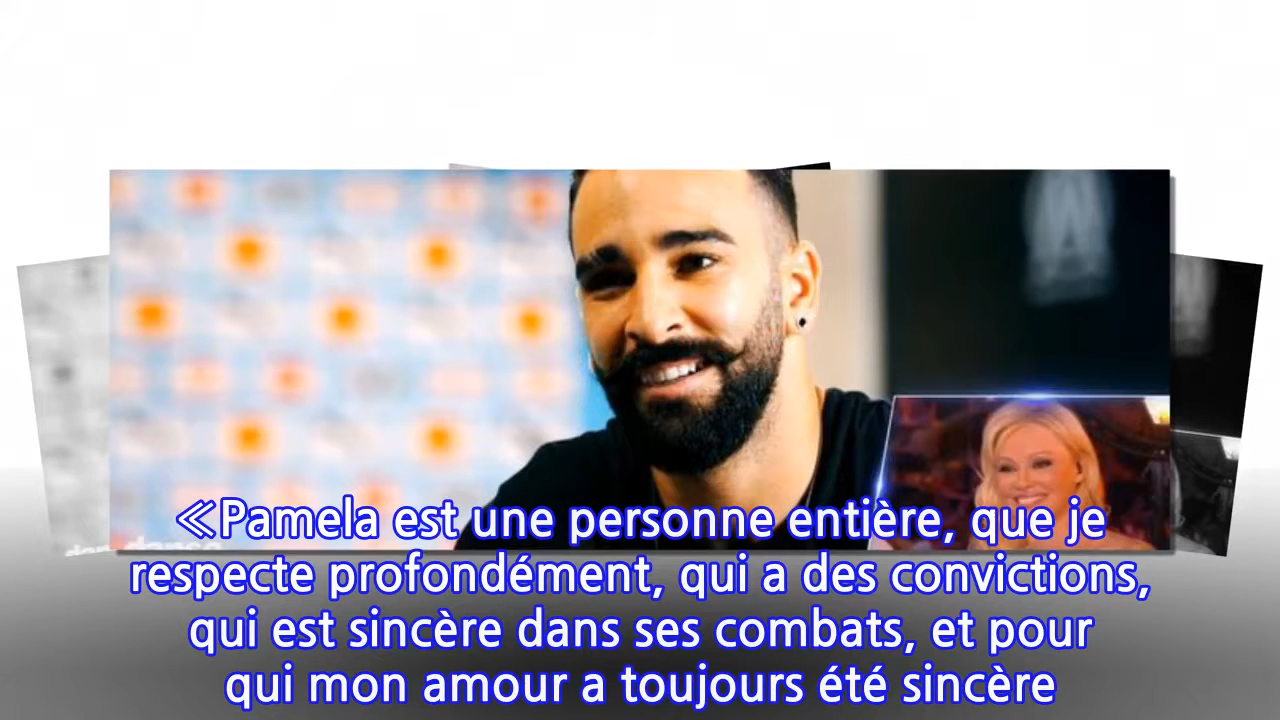 ≪Pamela est une personne entière, que je
respecte profondément, qui a des convictions,
qui est sincère dans ses combats, et pour
qui mon amour a toujours été sincère